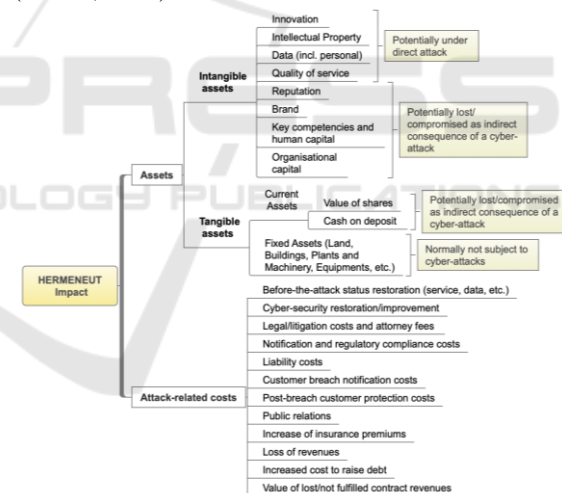 Innovation
Intellectual Property
Data (incl. personal)
Quality of service
Potentially under
direct attack
Intangible
assets
Reputation
Brand
Key competencies and
human capital
Organisational
capital
Potentially lost/
compromised as indirect
consequence of a cyber-
attack
Assets
Current
Assets
Value of shares
Cash on deposit
Potentially lost/compromised
as indirect consequence of a
cyber-attack
Tangible
assets
Fixed Assets (Land,
Buildings, Plants and
Machinery, Equipments, etc.)
Normally not subject to
cyber-attacks
HERMENEUT
Impact
Before-the-attack status restoration (service, data, etc.)
Cyber-security restoration/improvement
Legal/litigation costs and attorney fees
Notification and regulatory compliance costs
Liability costs
Customer breach notification costs
Attack-related costs
Post-breach customer protection costs
Public relations
Increase of insurance premiums
Loss of revenues
Increased cost to raise debt
Value of lost/not fulfilled contract revenues
PRESS
OLOGY PUBLICATIONS